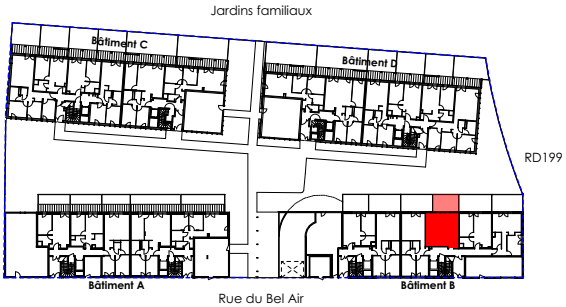 Jardins familiaux
Bâtiment C
Bâtiment D
RD199
Bâtiment A
Bâtiment B
Rue du Bel Air